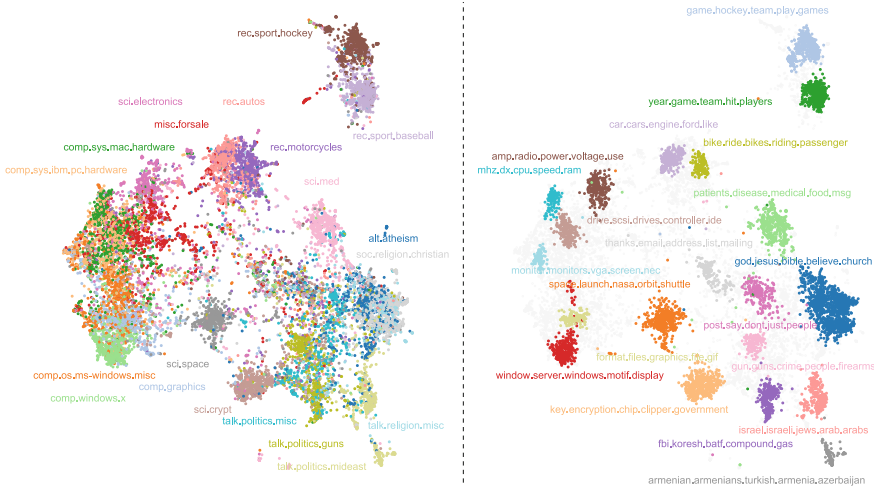 rec.sport.hockey
sci.electronics
rec.autos
misc.forsale
comp.sys.mac.hardware
rec.motorcycles
rec.sport.baseball
comp.sys.ibm.pc.hardware
sci.med
alt.atheism
soc.religion.christian
sci.space
comp.os.ms-windows.misc
comp.graphics
comp.windows.x
sci.crypt
talk.politics.misc
talk.religion.misc
talk.politics.guns
talk.politics.mideast
game.hockey.team.play.games
year.game.team.hit.players
car.cars.engine.ford.like
bike.ride.bikes.riding.passenger
amp.radio.power.voltage.use
mhz.dx.cpu.speed.ram
patients.disease.medical.food.msg
drive.scsi.drives.controller.ide
thanks.email.address.list.mailing
god.jesus.bible.believe.church
monitor.monitors.vga.screen.nec
space.launch.nasa.orbit.shuttle
post.say.dont.just.people
format.files.graphics.file.gif
gun.guns.crime.people.firearms
window.server.windows.motif.display
key.encryption.chip.clipper.government
israel.israeli.jews.arab.arabs
fbi.koresh.batf.compound.gas
armenian.armenians.turkish.armenia.azerbaijan